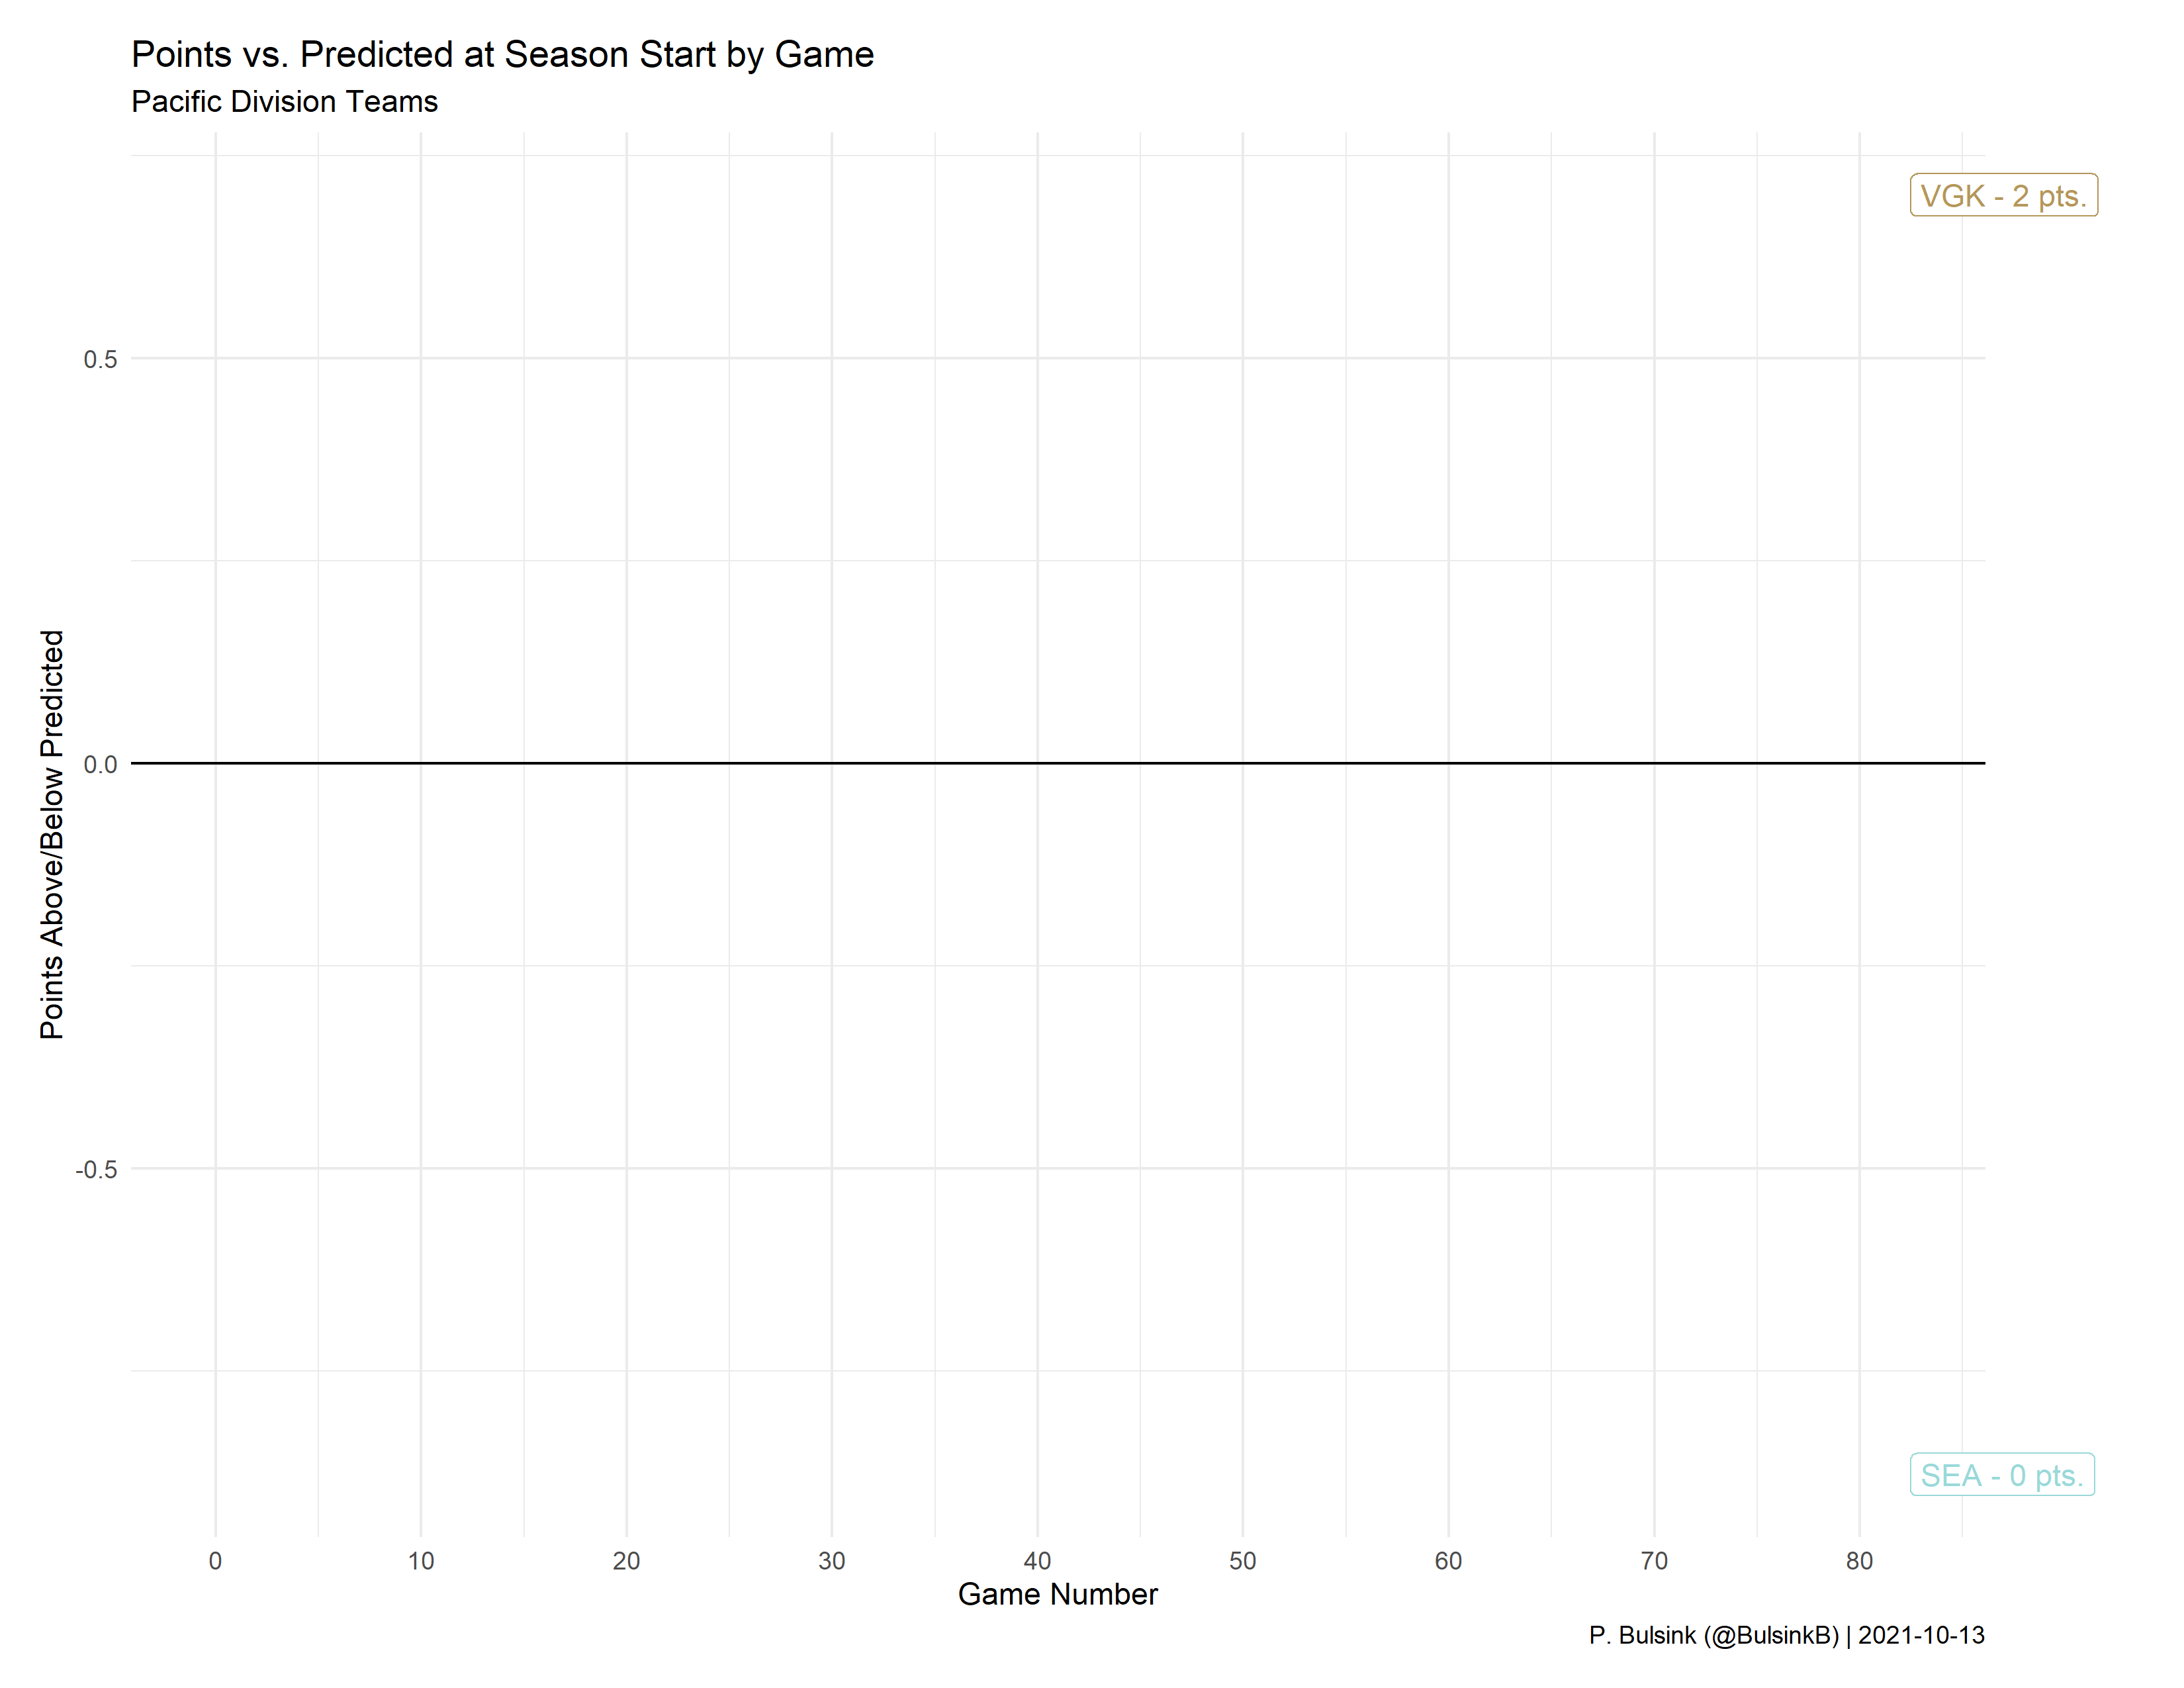 Points vs. Predicted at Season Start by Game
Pacific Division Teams
VGK - 2 pts.
0.5
0.0
-0.5
Points Above/Below Predicted
SEA - 0 pts.
0 10 20 30 40 50 60 70 80
Game Number
P. Bulsink (@BulsinkB) | 2021-10-13